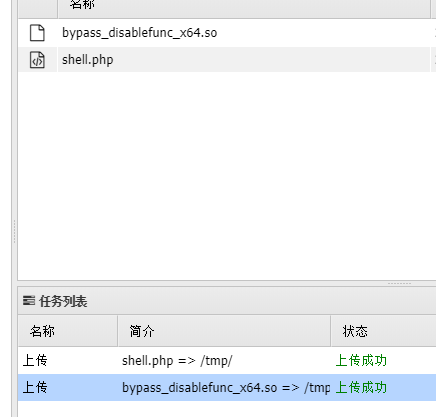 名称
bypass_disablefunc_x64.so
shell.php
任务列表
名称 简介 状态
上传 shell.php => /tmp/ 上传成功
上传 bypass_disablefunc_x64.so => /tmp 上传成功